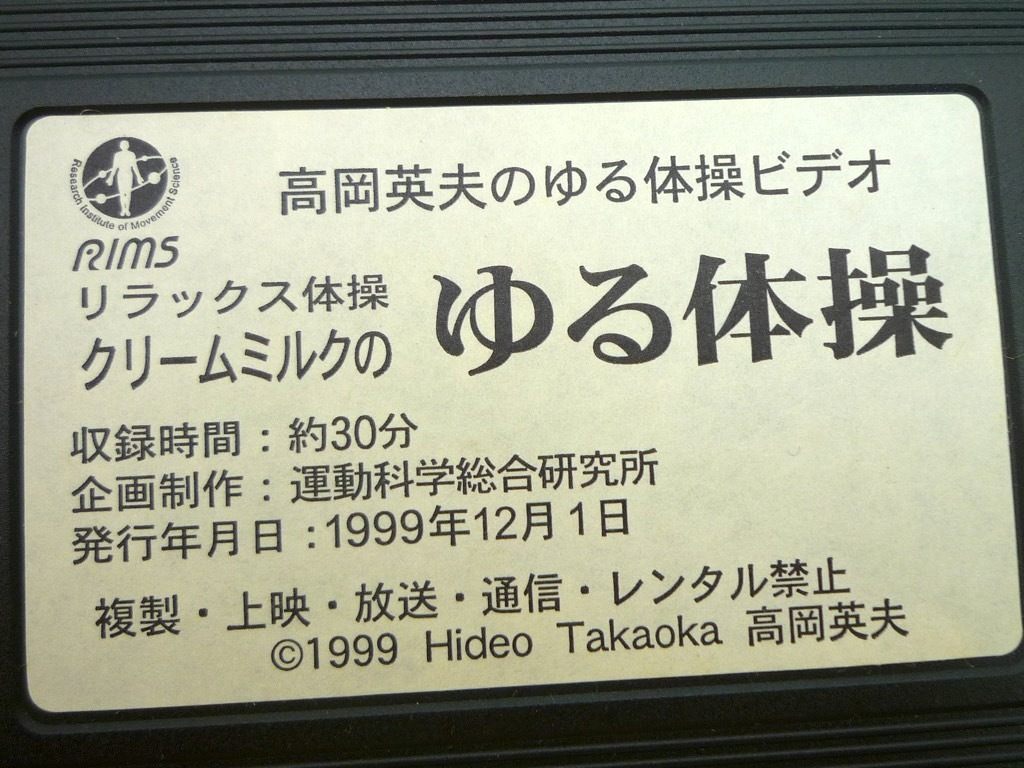 高岡英夫のゆる体操ビデオ
Research Institute of Movement Science
RIMS
リラックス体操
クリームミルクの
ゆる体操
収録時間：約30分
企画制作：運動科学総合研究所
発行年月日：1999年12月1日
複製・上映・放送・通信・レンタル禁止
©1999 Hideo Takaoka 高岡英夫